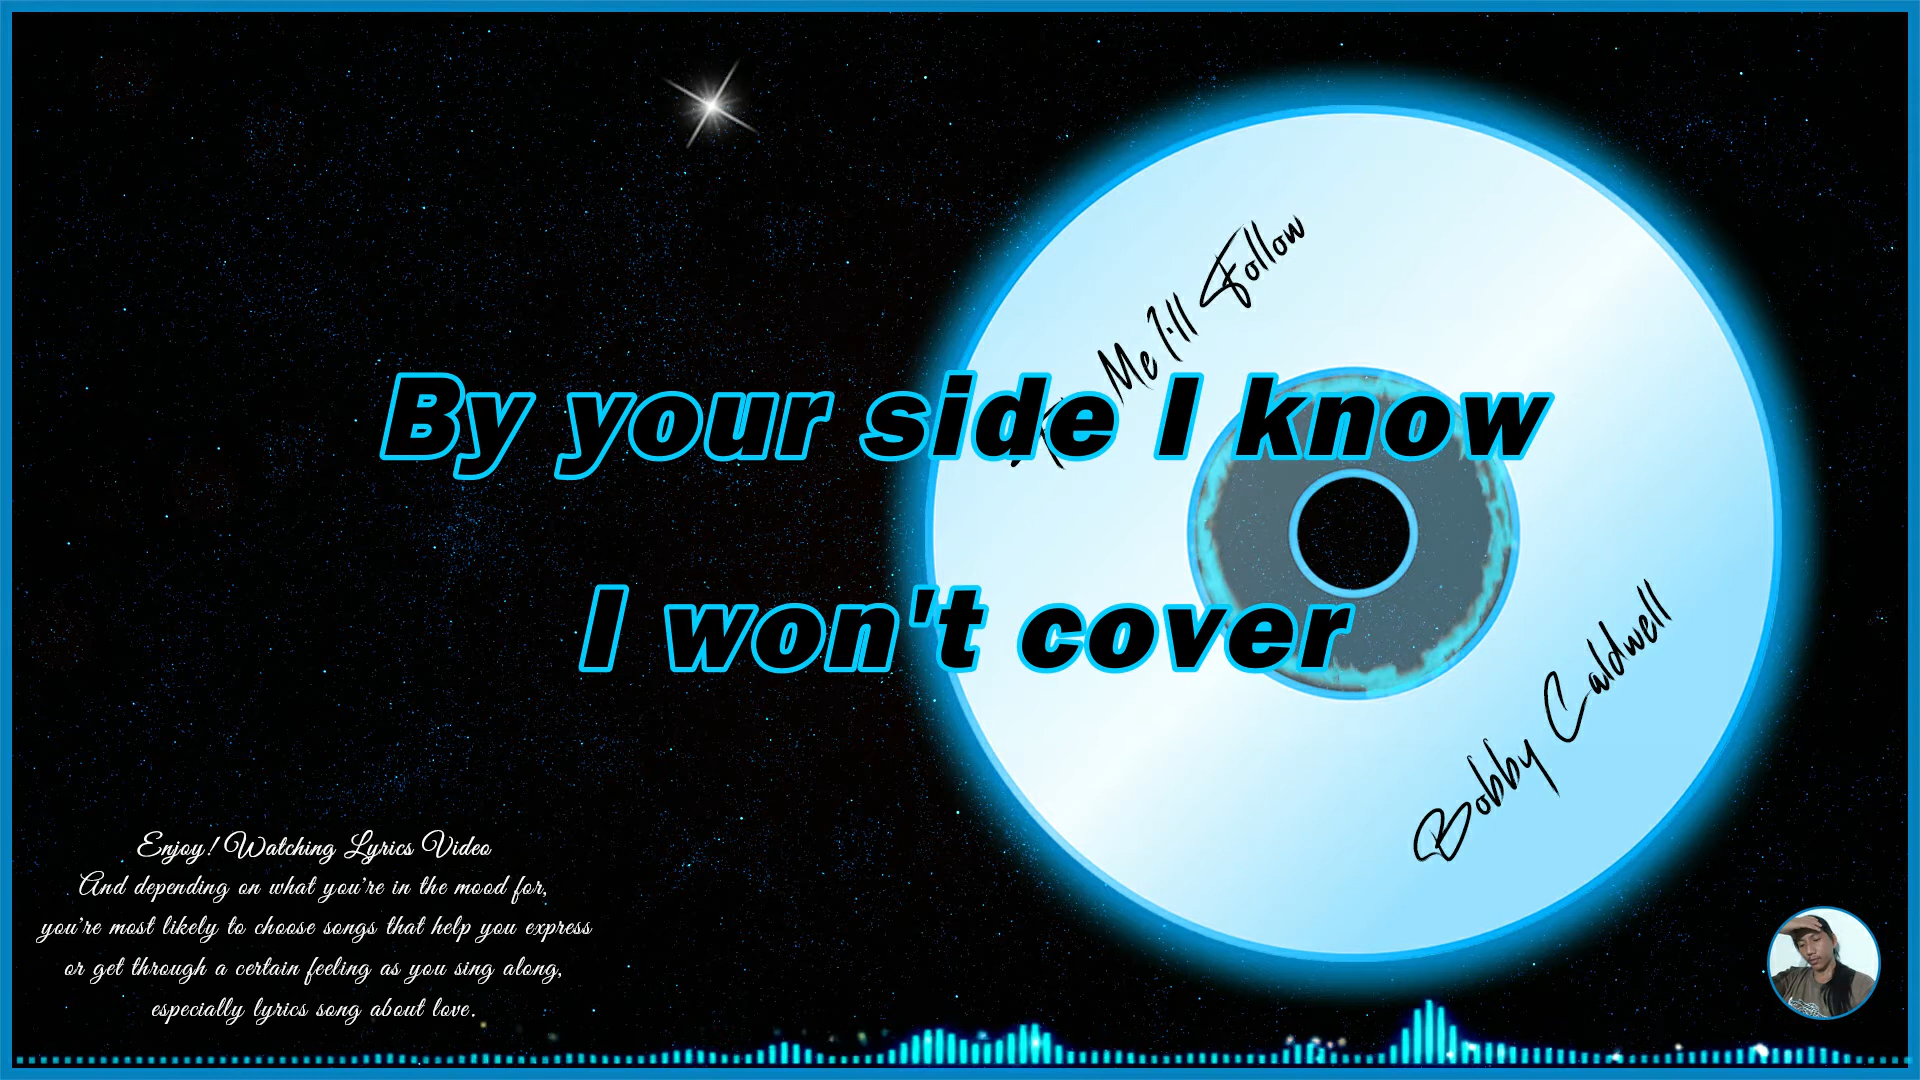 Me I'll Follow
By your side I know
I won't cover
Bobby Caldwell
Enjoy! Watching Lyrics Video
And depending on what you're in the mood for,
you're most likely to choose songs that help you express
or get through a certain feeling as you sing along,
especially lyrics song about love.